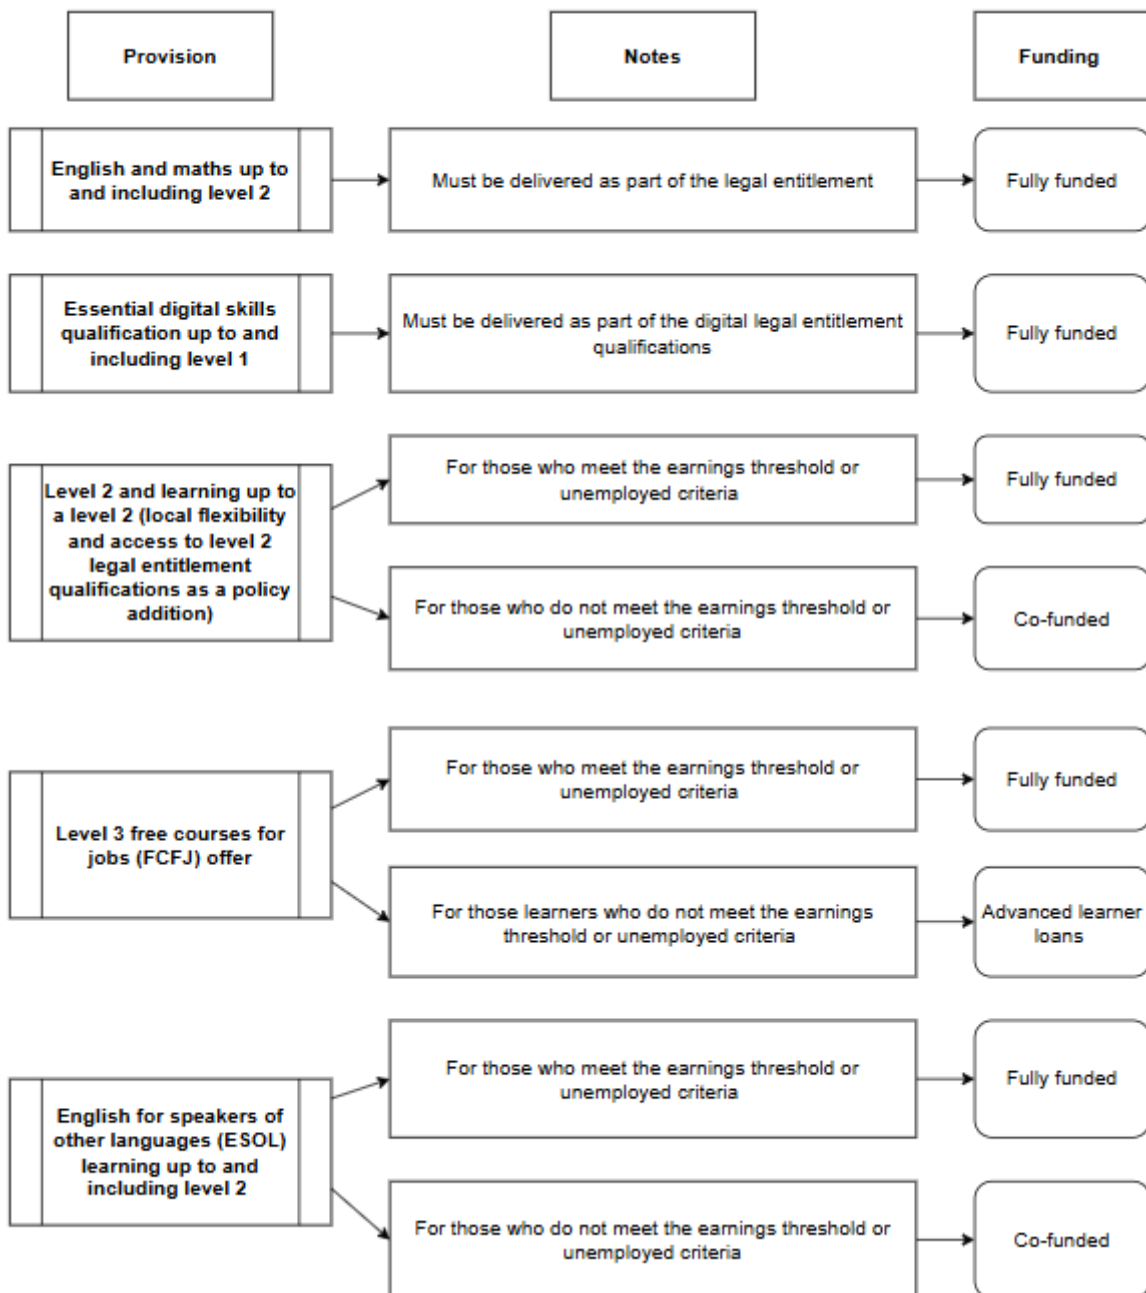 Provision
Notes
Funding
English and maths up to
and including level 2
Must be delivered as part of the legal entitlement
Fully funded
Essential digital skills
qualification up to and
including level 1
Must be delivered as part of the digital legal entitlement
qualifications
Fully funded
Level 2 and learning up to
a level 2 (local flexibility
and access to level 2
legal entitlement
qualifications as a policy
addition)
For those who meet the earnings threshold or
unemployed criteria
Fully funded
For those who do not meet the earnings threshold or
unemployed criteria
Co-funded
Level 3 free courses for
jobs (FCFJ) offer
For those who meet the earnings threshold or
unemployed criteria
Fully funded
For those learners who do not meet the earnings
threshold or unemployed criteria
Advanced learner
loans
English for speakers of
other languages (ESOL)
learning up to and
including level 2
For those who meet the earnings threshold or
unemployed criteria
Fully funded
For those who do not meet the earnings threshold or
unemployed criteria
Co-funded